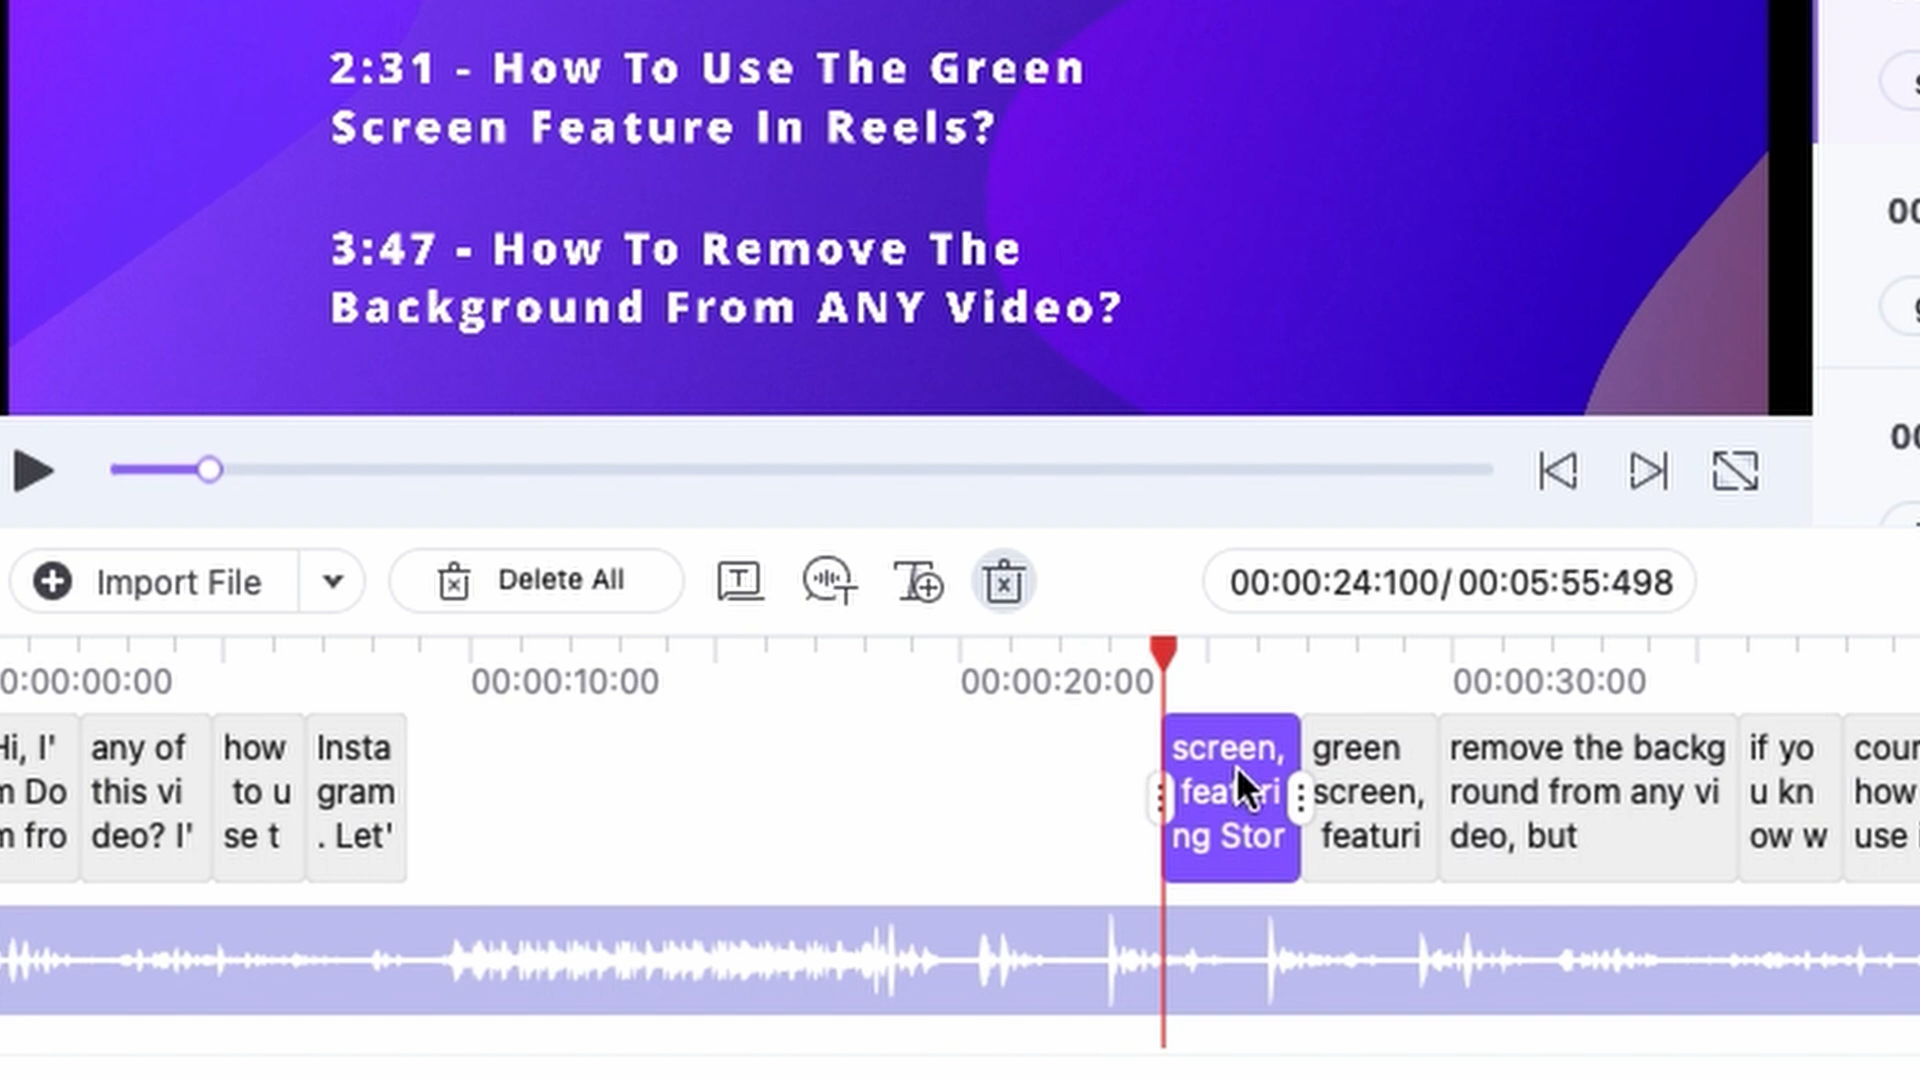 2:31 - How To Use The Green
Screen Feature In Reels?
3:47 - How To Remove The
Background From ANY Video?
Import File
Delete All
00:00:24:100/00:05:55:498
0:00:00:00
00:00:10:00
00:00:20:00
00:00:30:00
Hi, I'
m Do
m fro
any of
this vi
deo? I'
how
to u
se t
Insta
gram
. Let'
screen,
featuri
ng Stor
green
screen,
featuri
remove the backg
round from any vi
deo, but
if yo
u kn
ow w
how
use